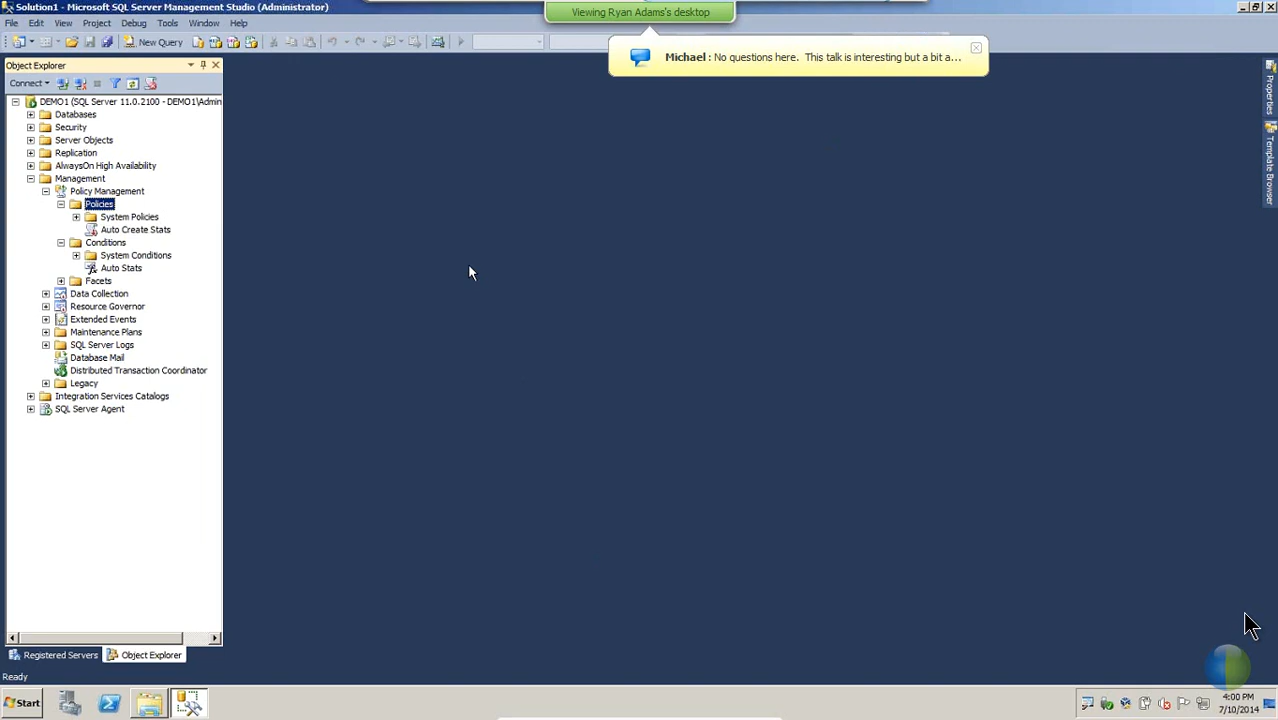 Solution1 - Microsoft SQL Server Management Studio (Administrator)
Viewing Ryan Adams's desktop
File Edit View Project Debug Tools Window Help
New Query
Michael : No questions here. This talk is interesting but a bit a...
Object Explorer
Connect
DEMO1 (SQL Server 11.0.2100 - DEMO1\Admin
Databases
Security
Server Objects
Replication
AlwaysOn High Availability
Management
Policy Management
Policies
System Policies
Auto Create Stats
Conditions
System Conditions
Auto Stats
Facets
Data Collection
Resource Governor
Extended Events
Maintenance Plans
SQL Server Logs
Database Mail
Distributed Transaction Coordinator
Legacy
Integration Services Catalogs
SQL Server Agent
Properties
Template Browser
Registered Servers
Object Explorer
Ready
Start
4:00 PM
7/10/2014